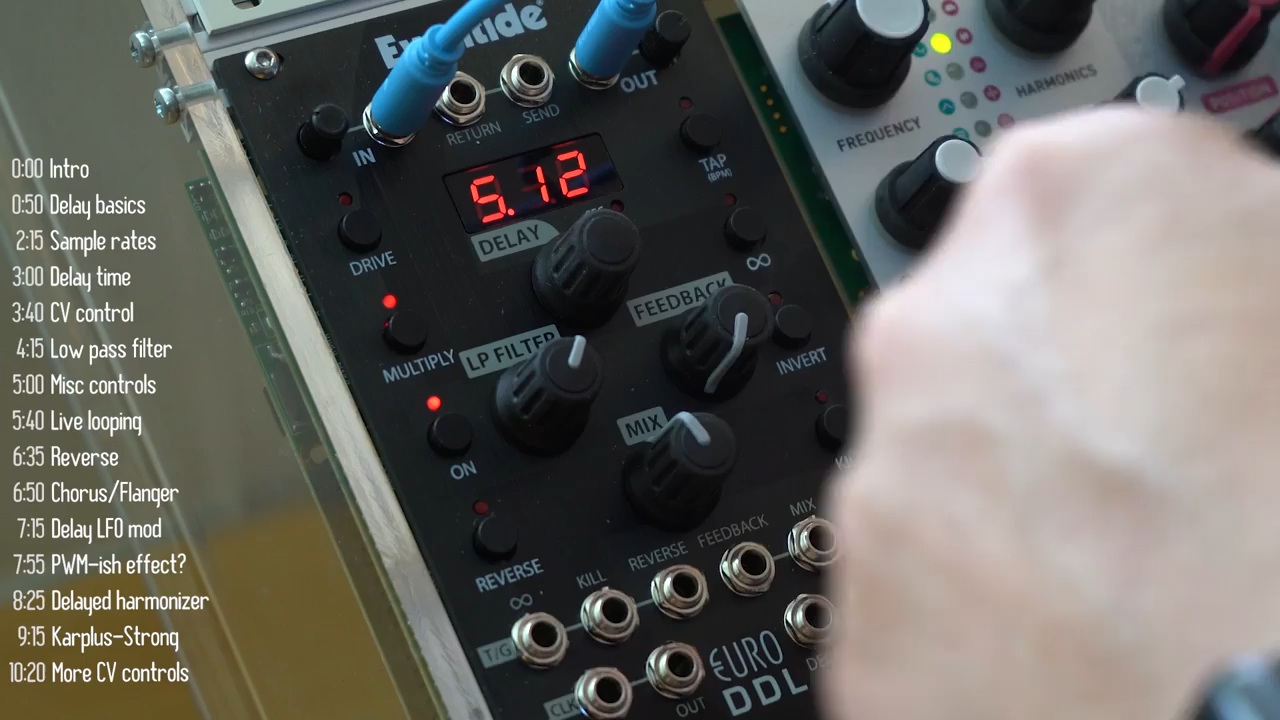 0:00 Intro
0:50 Delay basics
2:15 Sample rates
3:00 Delay time
3:40 CV control
4:15 Low pass filter
5:00 Misc controls
5:40 Live looping
6:35 Reverse
6:50 Chorus/Flanger
7:15 Delay LFO mod
7:55 PWM-ish effect?
8:25 Delayed harmonizer
9:15 Karplus-Strong
10:20 More CV controls
IN
RETURN
SEND
OUT
5.12
TAP
(BPM)
DRIVE
DELAY
∞
FEEDBACK
MULTIPLY
LP FILTER
INVERT
MIX
ON
REVERSE
∞
KILL
REVERSE
FEEDBACK
MIX
T/G
CLK
OUT
EURO
DDL
FREQUENCY
HARMONICS
POSITION